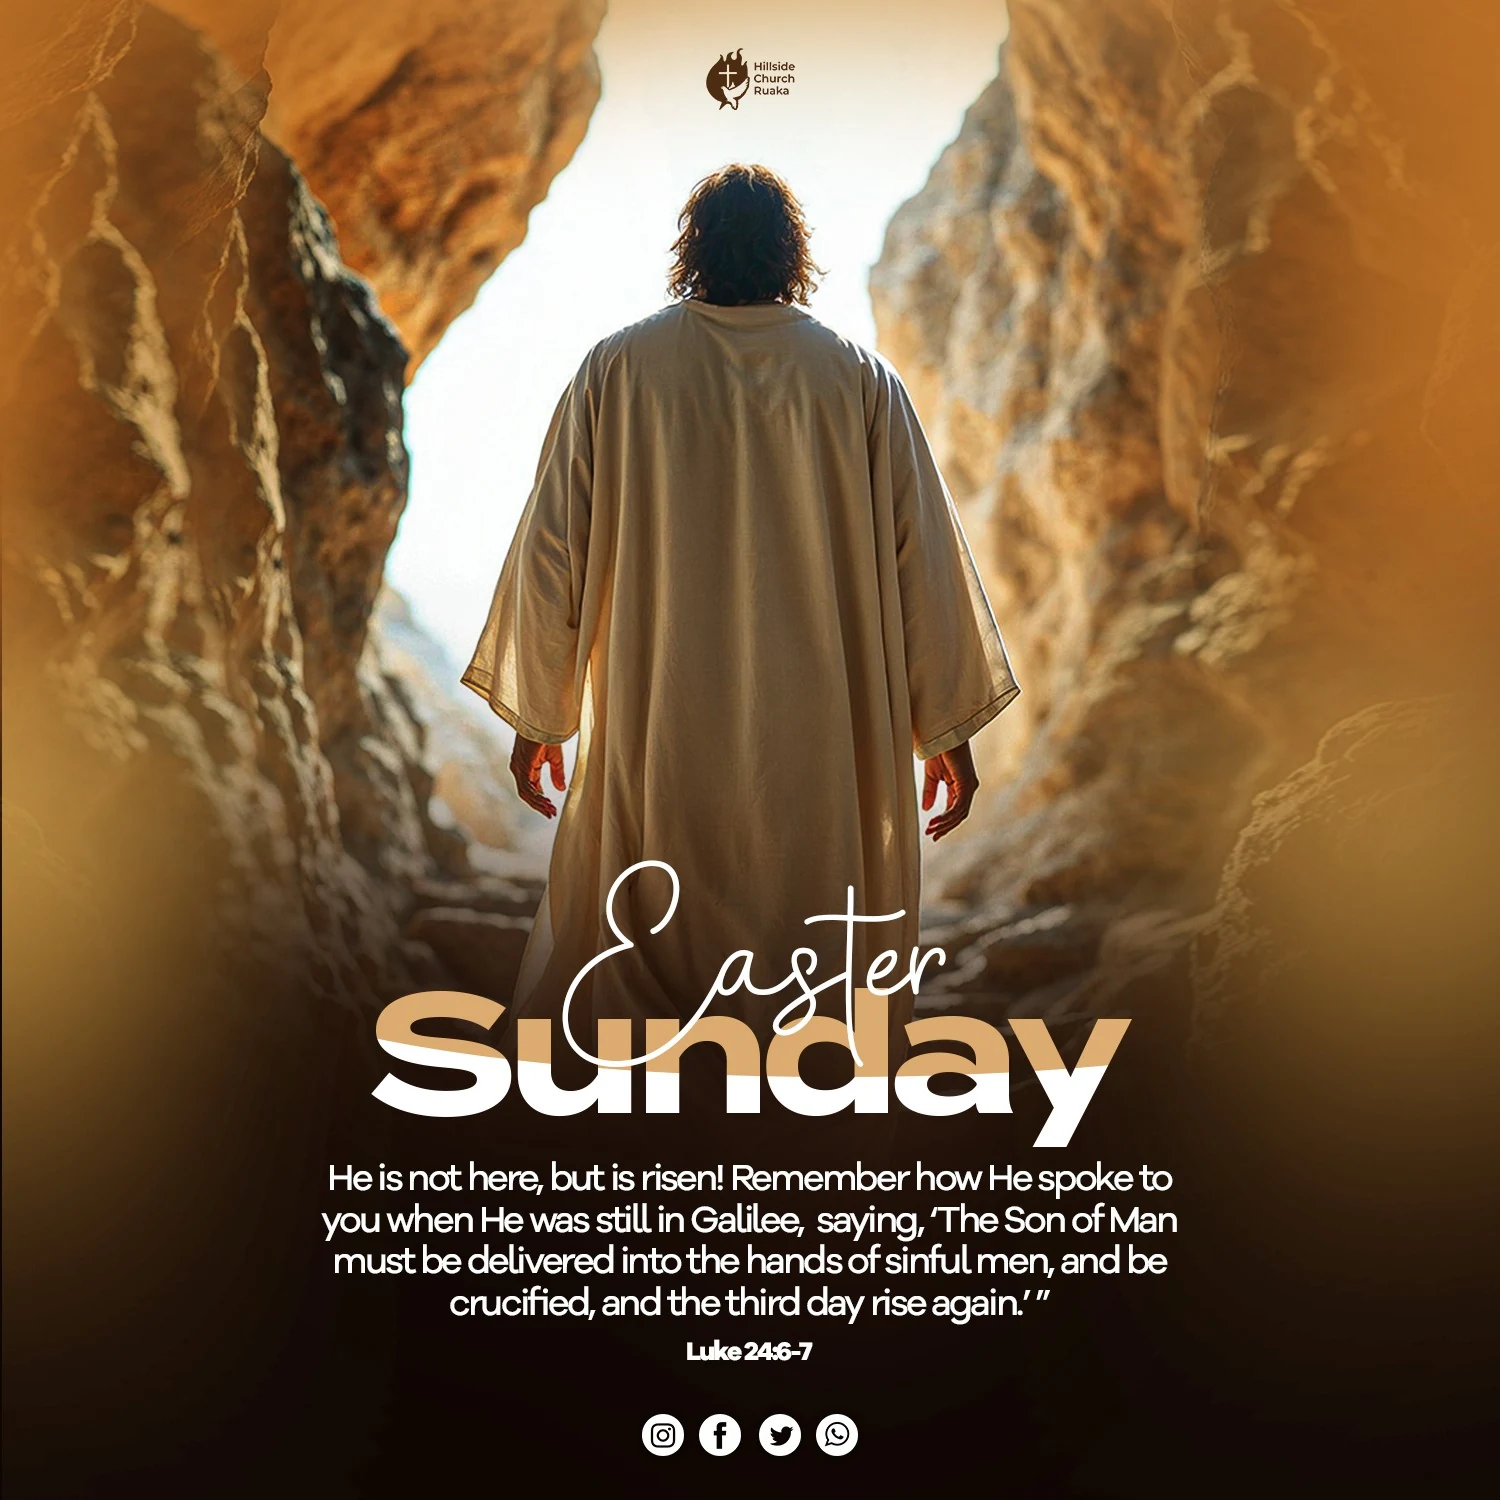 Hillside
Church
Ruaka
Easter
Sunday
He is not here, but is risen! Remember how He spoke to
you when He was still in Galilee,  saying, ‘The Son of Man
must be delivered into the hands of sinful men, and be
crucified, and the third day rise again.’ ”
Luke 24:6-7